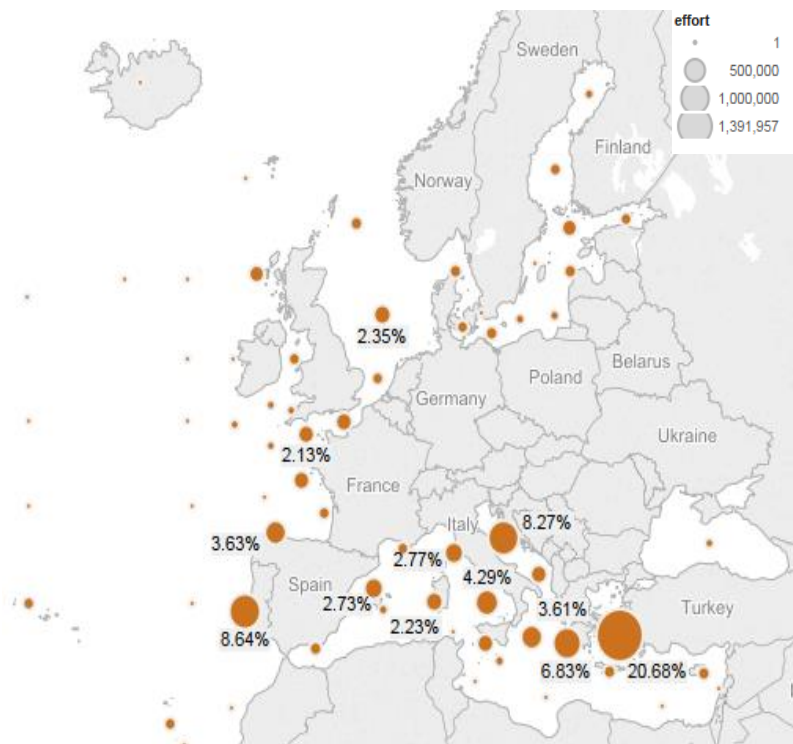 effort
1
500,000
1,000,000
1,391,957
Sweden
Finland
Norway
2.35%
Belarus
Poland
Germany
Ukraine
2.13%
France
Italy
8.27%
3.63%
2.77%
4.29%
Spain
2.73%
3.61%
Turkey
2.23%
8.64%
6.83%
20.68%